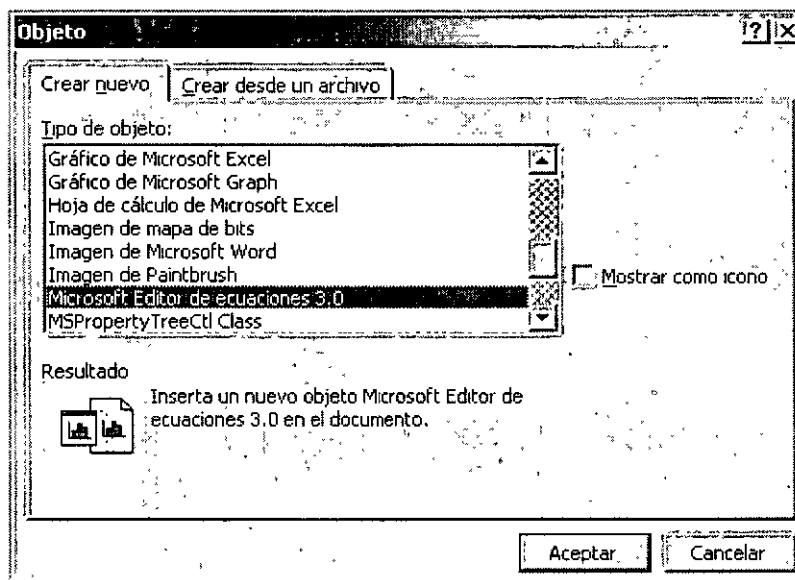 Objeto
Crear nuevo
Crear desde un archivo
Tipo de objeto:
Gráfico de Microsoft Excel
Gráfico de Microsoft Graph
Hoja de cálculo de Microsoft Excel
Imagen de mapa de bits
Imagen de Microsoft Word
Imagen de Paintbrush
Microsoft Editor de ecuaciones 3.0
MSPropertyTreeCtl Class
Mostrar como icono
Resultado
Inserta un nuevo objeto Microsoft Editor de
ecuaciones 3.0 en el documento.
Aceptar
Cancelar